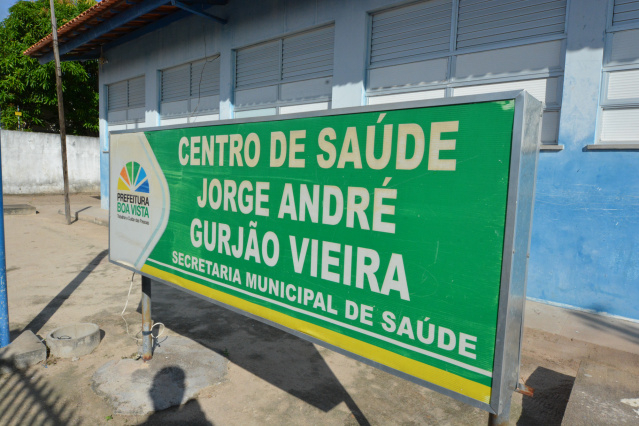 CENTRO DE SAÚDE
JORGE ANDRÉ
GURJÃO VIEIRA
SECRETARIA MUNICIPAL DE SAÚDE
PREFEITURA
BOA VISTA